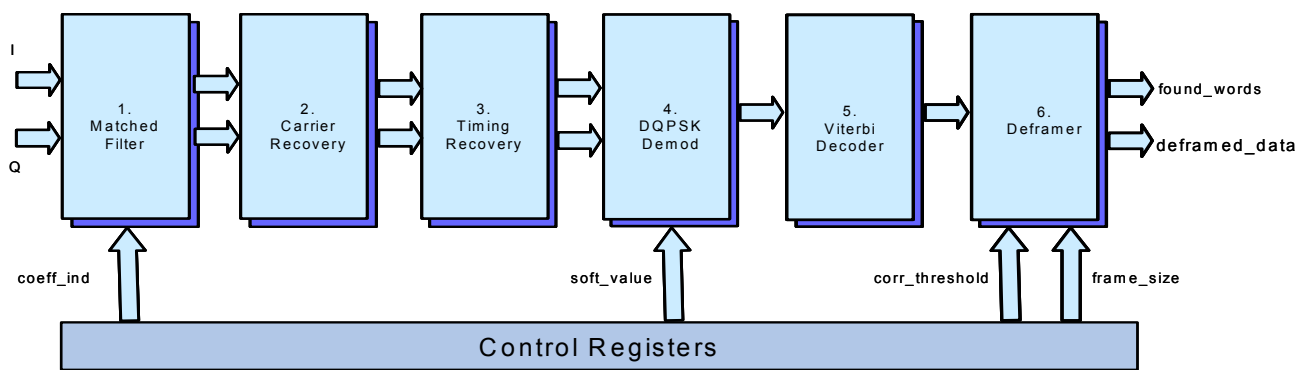 I
Q
1.
Matched
Filter
2.
Carrier
Recovery
3.
Timing
Recovery
4.
DQPSK
Demod
5.
Viterbi
Decoder
6.
Deframer
found_words
deframed_data
coeff_ind
soft_value
corr_threshold
frame_size
Control Registers